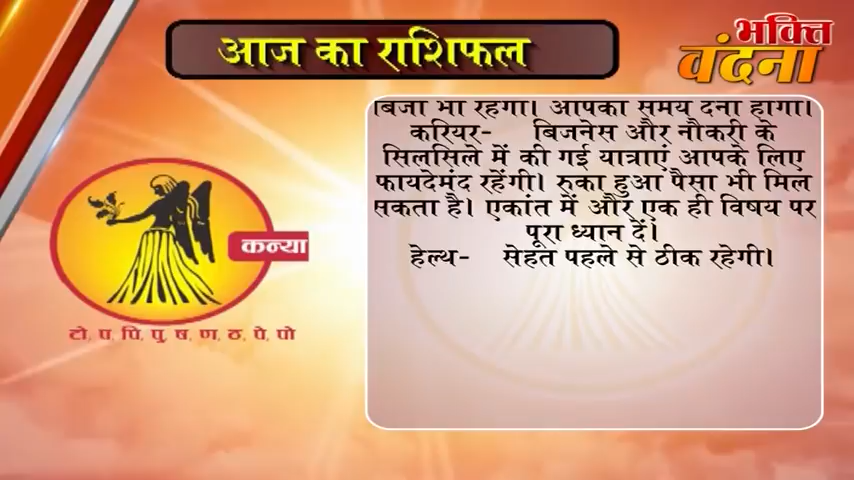 आज का राशिफल
भक्ति
वंदना
बिजी भी रहेगा। आपको समय देना होगा।
करियर- बिजनेस और नौकरी के
सिलसिले में की गई यात्राएं आपके लिए
फायदेमंद रहेंगी। रुका हुआ पैसा भी मिल
सकता है। एकांत में और एक ही विषय पर
पूरा ध्यान दें।
हेल्थ- सेहत पहले से ठीक रहेगी।
कन्या
टो, प, पि, पु, ष, ण, ठ, पे, पो